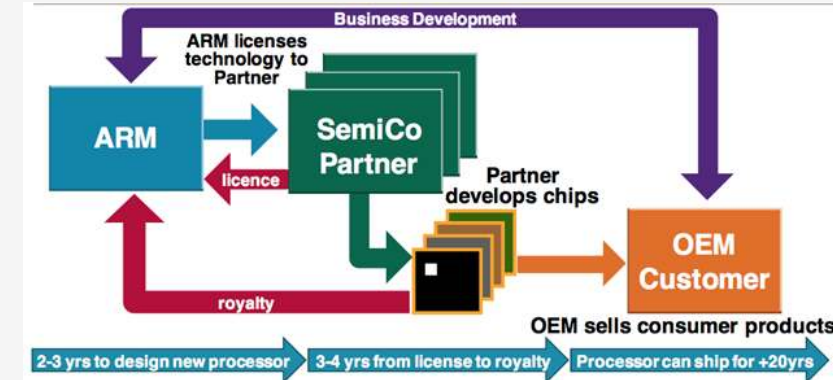 Business Development
ARM licenses
technology to
Partner
ARM
SemiCo
Partner
licence
Partner
develops chips
OEM
Customer
royalty
OEM sells consumer products
2-3 yrs to design new processor
3-4 yrs from license to royalty
Processor can ship for +20yrs